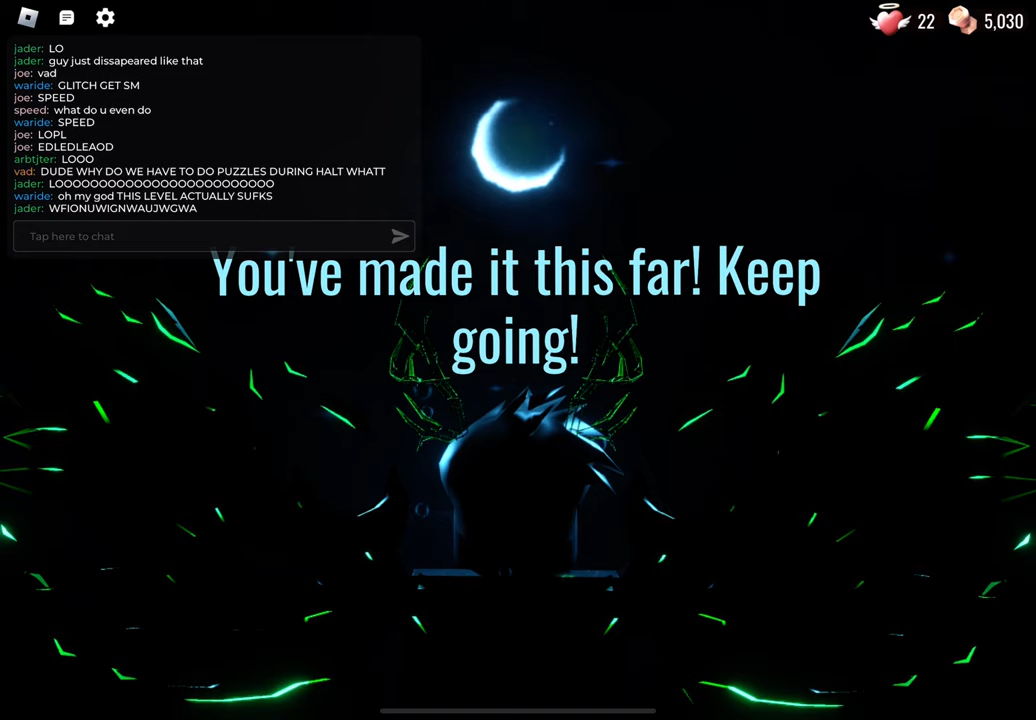 22
5,030
jader: LO
jader: guy just dissapeared like that
joe: vad
waride: GLITCH GET SM
joe: SPEED
speed: what do u even do
waride: SPEED
joe: LOPL
joe: EDLEDLEAOD
arbtjter: LOOO
vad: DUDE WHY DO WE HAVE TO DO PUZZLES DURING HALT WHATT
jader: LOOOOOOOOOOOOOOOOOOOOOOOOO
waride: oh my god THIS LEVEL ACTUALLY SUFKS
jader: WFIONUWIGNWAUJWGWA
Tap here to chat
You've made it this far! Keep
going!